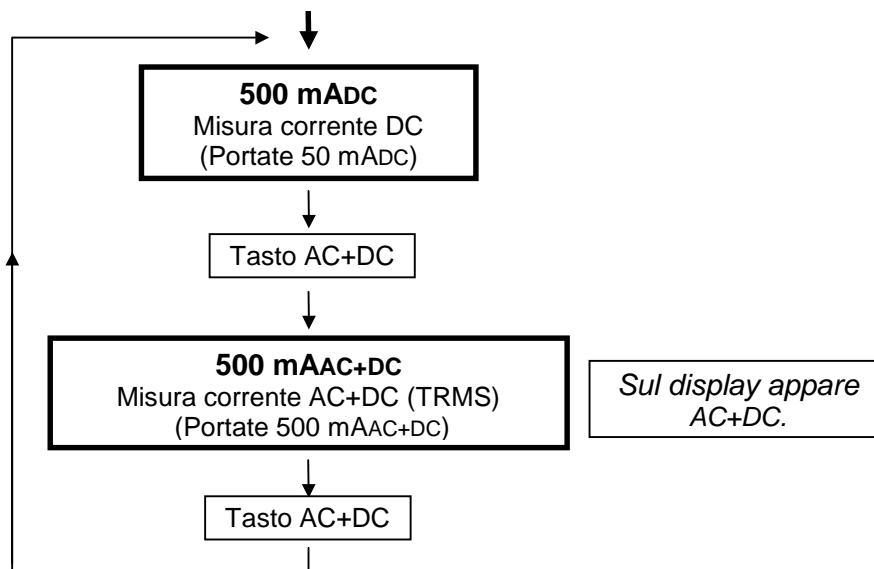 500 mADC
Misura corrente DC
(Portate 50 mADC)
Tasto AC+DC
500 mAAC+DC
Misura corrente AC+DC (TRMS)
(Portate 500 mAAC+DC)
Sul display appare
AC+DC.
Tasto AC+DC